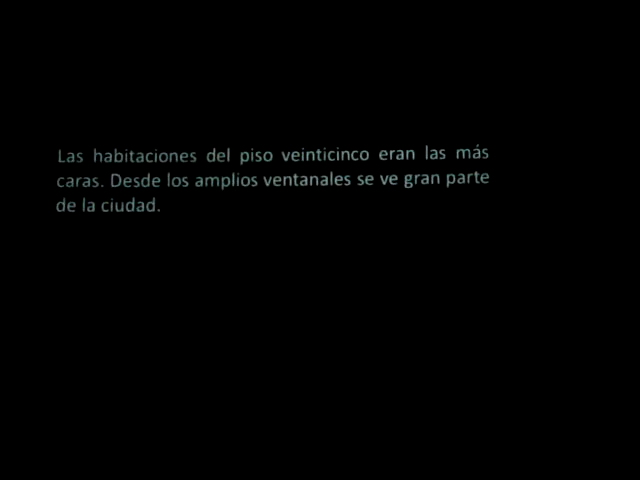 Las habitaciones del piso veinticinco eran las más
caras. Desde los amplios ventanales se ve gran parte
de la ciudad.